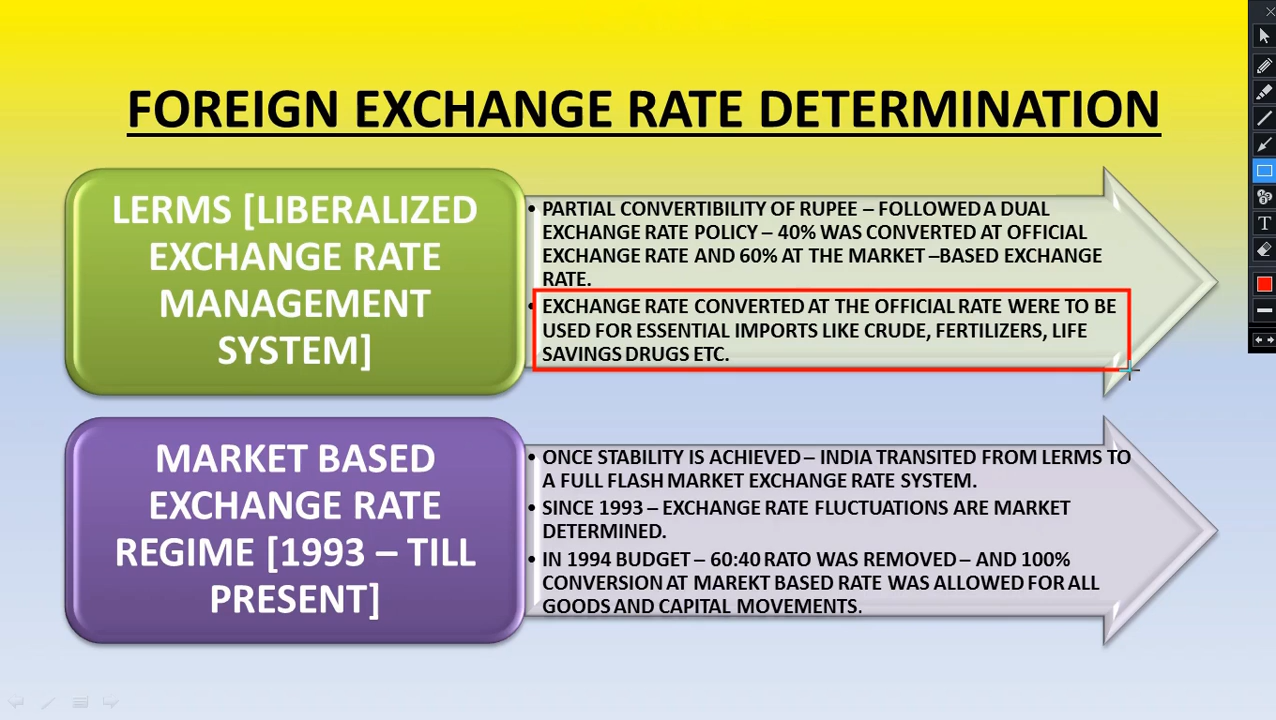 FOREIGN EXCHANGE RATE DETERMINATION
LERMS [LIBERALIZED
EXCHANGE RATE
MANAGEMENT
SYSTEM]
• PARTIAL CONVERTIBILITY OF RUPEE – FOLLOWED A DUAL
EXCHANGE RATE POLICY – 40% WAS CONVERTED AT OFFICIAL
EXCHANGE RATE AND 60% AT THE MARKET –BASED EXCHANGE
RATE.
• EXCHANGE RATE CONVERTED AT THE OFFICIAL RATE WERE TO BE
USED FOR ESSENTIAL IMPORTS LIKE CRUDE, FERTILIZERS, LIFE
SAVINGS DRUGS ETC.
MARKET BASED
EXCHANGE RATE
REGIME [1993 – TILL
PRESENT]
• ONCE STABILITY IS ACHIEVED – INDIA TRANSITED FROM LERMS TO
A FULL FLASH MARKET EXCHANGE RATE SYSTEM.
• SINCE 1993 – EXCHANGE RATE FLUCTUATIONS ARE MARKET
DETERMINED.
• IN 1994 BUDGET – 60:40 RATO WAS REMOVED – AND 100%
CONVERSION AT MAREKT BASED RATE WAS ALLOWED FOR ALL
GOODS AND CAPITAL MOVEMENTS.